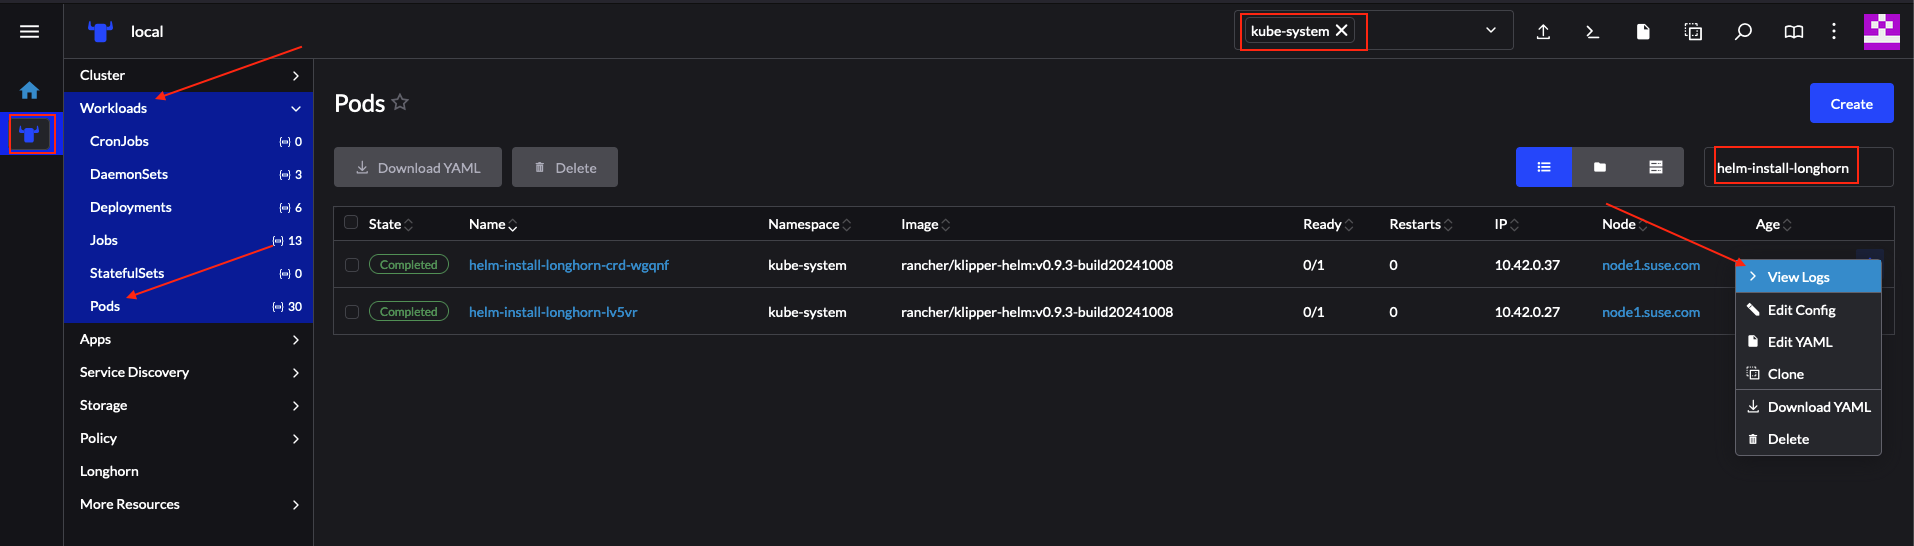 local
kube-system
Cluster
Workloads
CronJobs 0
DaemonSets 3
Deployments 6
Jobs 13
StatefulSets 0
Pods 30
Apps
Service Discovery
Storage
Policy
Longhorn
More Resources
Pods
Create
Download YAML Delete
helm-install-longhorn
State Name Namespace Image Ready Restarts IP Node Age
Completed helm-install-longhorn-crd-wgqnf kube-system rancher/klipper-helm:v0.9.3-build20241008 0/1 0 10.42.0.37 node1.suse.com
Completed helm-install-longhorn-lv5vr kube-system rancher/klipper-helm:v0.9.3-build20241008 0/1 0 10.42.0.27 node1.suse.com
View Logs
Edit Config
Edit YAML
Clone
Download YAML
Delete